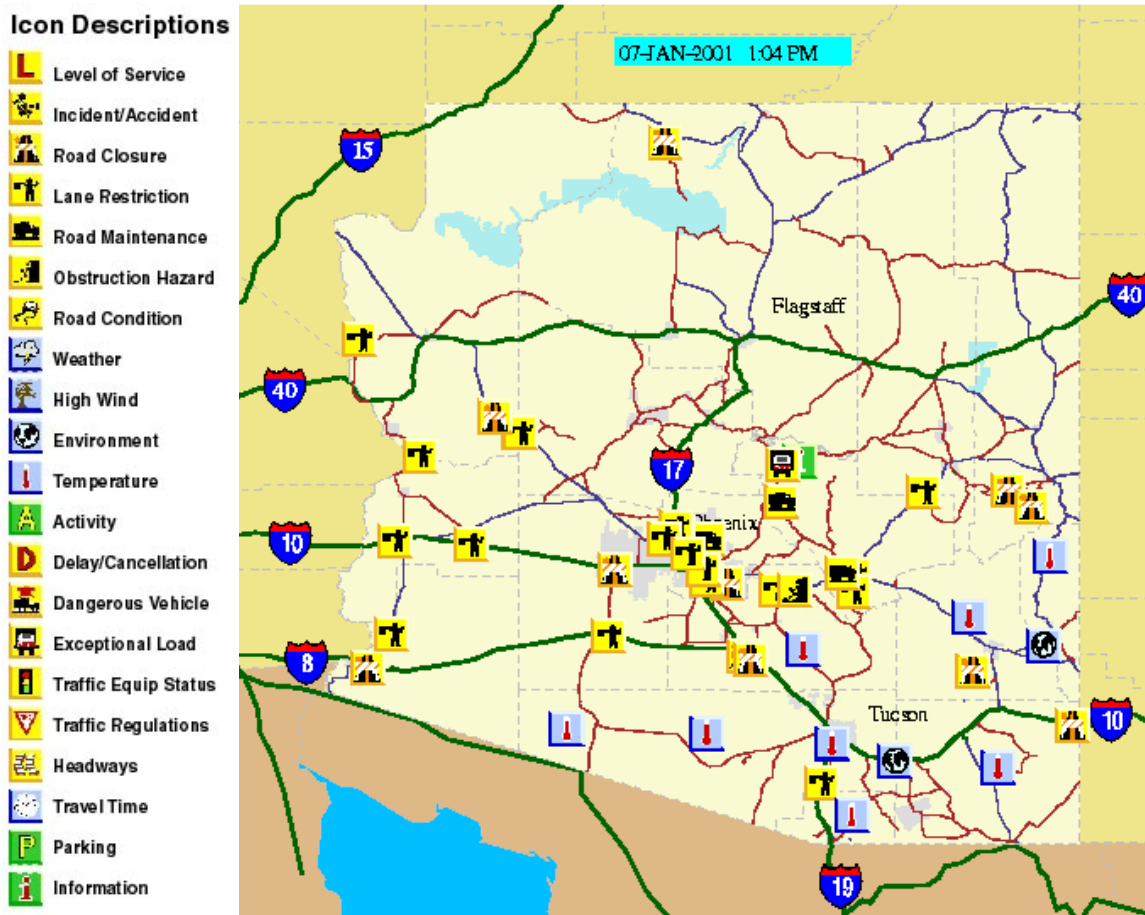 Icon Descriptions
L Level of Service
Incident/Accident
Road Closure
Lane Restriction
Road Maintenance
Obstruction Hazard
Road Condition
Weather
High Wind
Environment
Temperature
A Activity
D Delay/Cancellation
Dangerous Vehicle
Exceptional Load
Traffic Equip Status
Traffic Regulations
Headways
Travel Time
P Parking
i Information
07-JAN-2001 1:04 PM
15
Flagstaff
40
40
17
Phoenix
10
8
Tucson
10
19